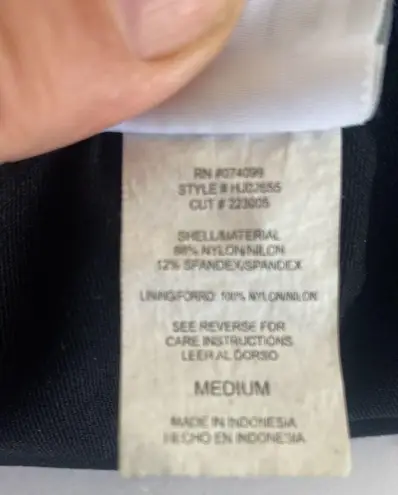 RN #074099
STYLE # HJ02655
CUT # 223005
SHELL/MATERIAL
88% NYLON/NILON
12% SPANDEX/SPANDEX
LINING/FORRO: 100% NYLON/NILON
SEE REVERSE FOR
CARE INSTRUCTIONS
LEER AL DORSO
MEDIUM
MADE IN INDONESIA
HECHO EN INDONESIA